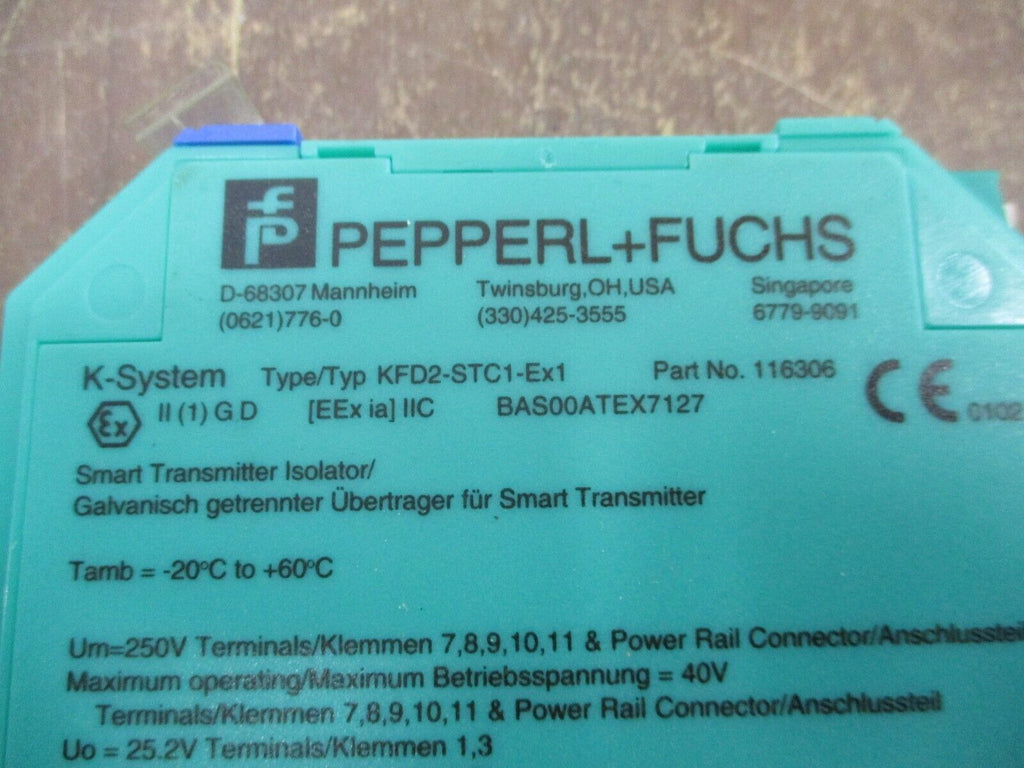 fP PEPPERL+FUCHS
D-68307 Mannheim Twinsburg,OH,USA Singapore
(0621)776-0 (330)425-3555 6779-9091
K-System Type/Typ KFD2-STC1-Ex1 Part No. 116306
Ex II (1) G D [EEx ia] IIC BAS00ATEX7127 CE 0102
Smart Transmitter Isolator/
Galvanisch getrennter Übertrager für Smart Transmitter
Tamb = -20°C to +60°C
Um=250V Terminals/Klemmen 7,8,9,10,11 & Power Rail Connector/Anschlussteil
Maximum operating/Maximum Betriebsspannung = 40V
Terminals/Klemmen 7,8,9,10,11 & Power Rail Connector/Anschlussteil
Uo = 25.2V Terminals/Klemmen 1,3